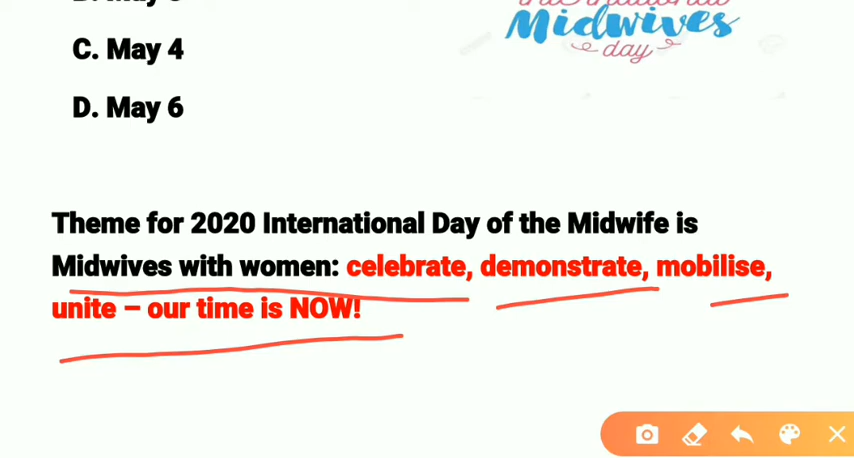 Midwives
day
C. May 4
D. May 6
Theme for 2020 International Day of the Midwife is
Midwives with women: celebrate, demonstrate, mobilise,
unite – our time is NOW!